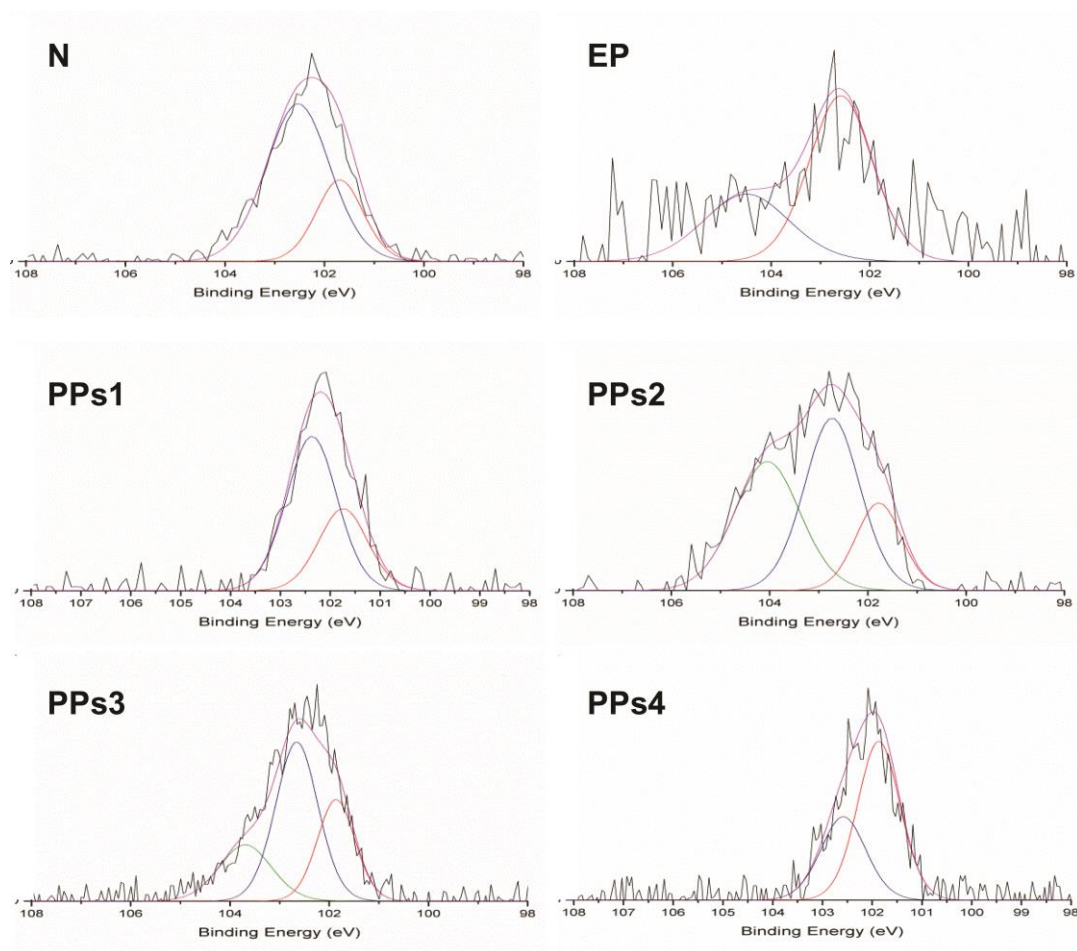 N
108 106 104 102 100 98
Binding Energy (eV)
EP
106 104 102 100 98
Binding Energy (eV)
PPs1
108 107 106 105 104 103 102 101 100 99 98
Binding Energy (eV)
PPs2
108 106 104 102 100 98
Binding Energy (eV)
PPs3
108 106 104 102 100 98
Binding Energy (eV)
PPs4
108 107 106 105 104 103 102 101 100 99 98
Binding Energy (eV)